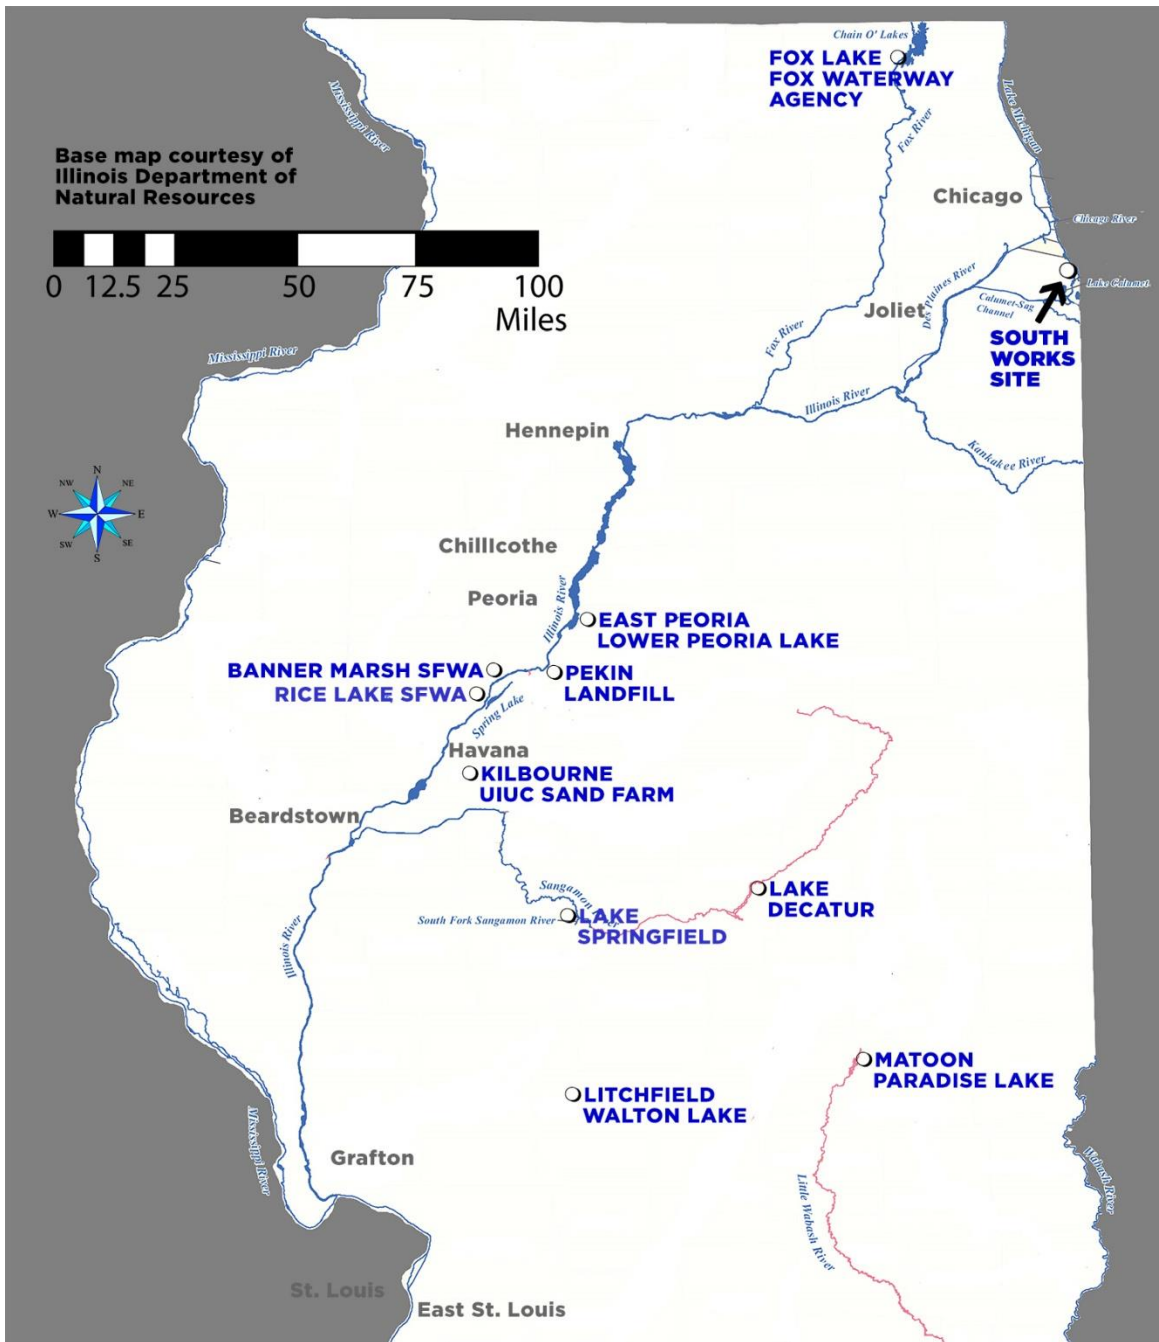 Chain O' Lakes
FOX LAKE
FOX WATERWAY
AGENCY
Mississippi River
Lake Michigan
Fox River
Base map courtesy of
Illinois Department of
Natural Resources
Chicago
Chicago River
0 12.5 25 50 75 100
Miles
Des Plaines River
Lake Calumet
Calumet-Sag
Channel
Joliet
SOUTH
WORKS
SITE
Mississippi River
Fox River
Illinois River
Hennepin
Kankakee River
N
NW NE
W E
SW SE
S
ChillIcothe
Peoria
Illinois River
EAST PEORIA
LOWER PEORIA LAKE
BANNER MARSH SFWA
RICE LAKE SFWA
PEKIN
LANDFILL
Spring Lake
Havana
KILBOURNE
UIUC SAND FARM
Beardstown
Sangamon River
South Fork Sangamon River
LAKE
SPRINGFIELD
LAKE
DECATUR
Illinois River
MATOON
PARADISE LAKE
LITCHFIELD
WALTON LAKE
Mississippi River
Grafton
Little Wabash River
Wabash River
St. Louis
East St. Louis